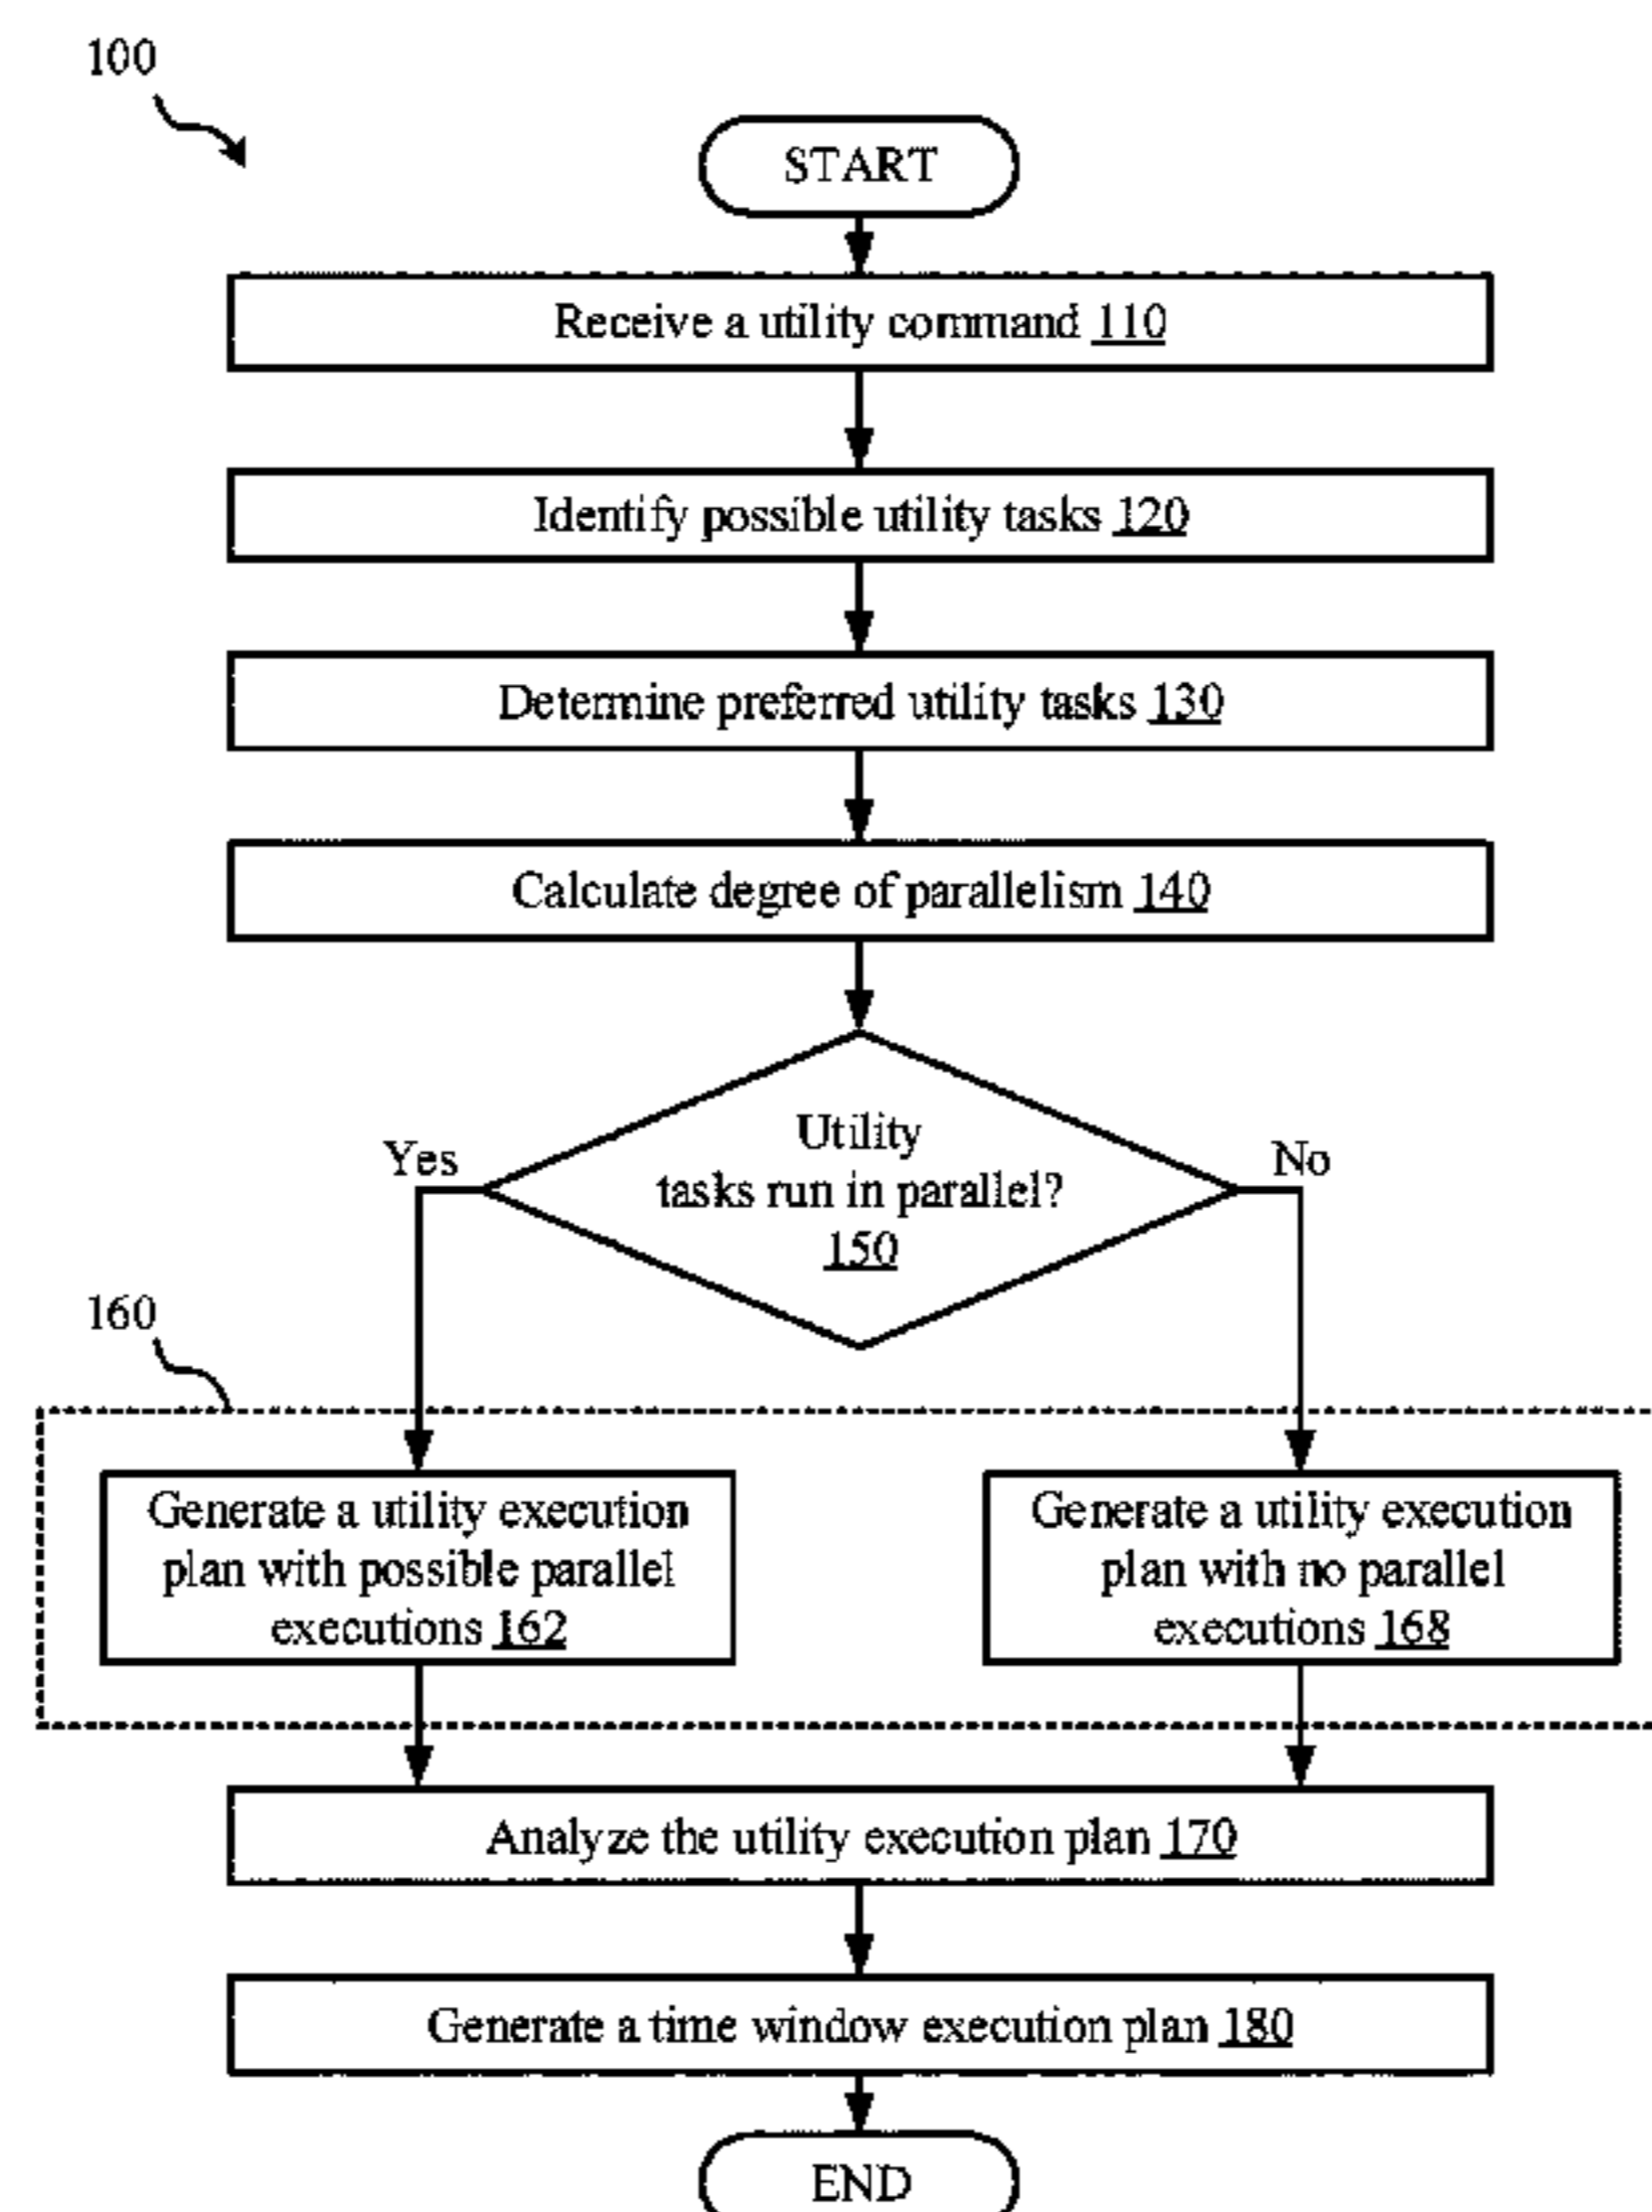 100
START
Receive a utility command 110
Identify possible utility tasks 120
Determine preferred utility tasks 130
Calculate degree of parallelism 140
Utility
tasks run in parallel?
150
Yes
No
160
Generate a utility execution
plan with possible parallel
executions 162
Generate a utility execution
plan with no parallel
executions 168
Analyze the utility execution plan 170
Generate a time window execution plan 180
END